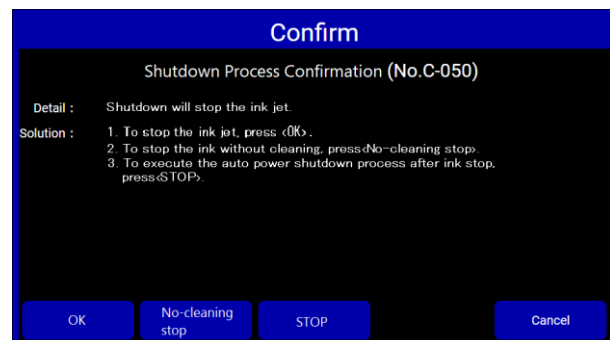 Confirm
Shutdown Process Confirmation (No.C-050)
Detail : Shutdown will stop the ink jet.
Solution : 1. To stop the ink jet, press <OK>.
2. To stop the ink without cleaning, press<No-cleaning stop>.
3. To execute the auto power shutdown process after ink stop,
press<STOP>.
OK
No-cleaning
stop
STOP
Cancel